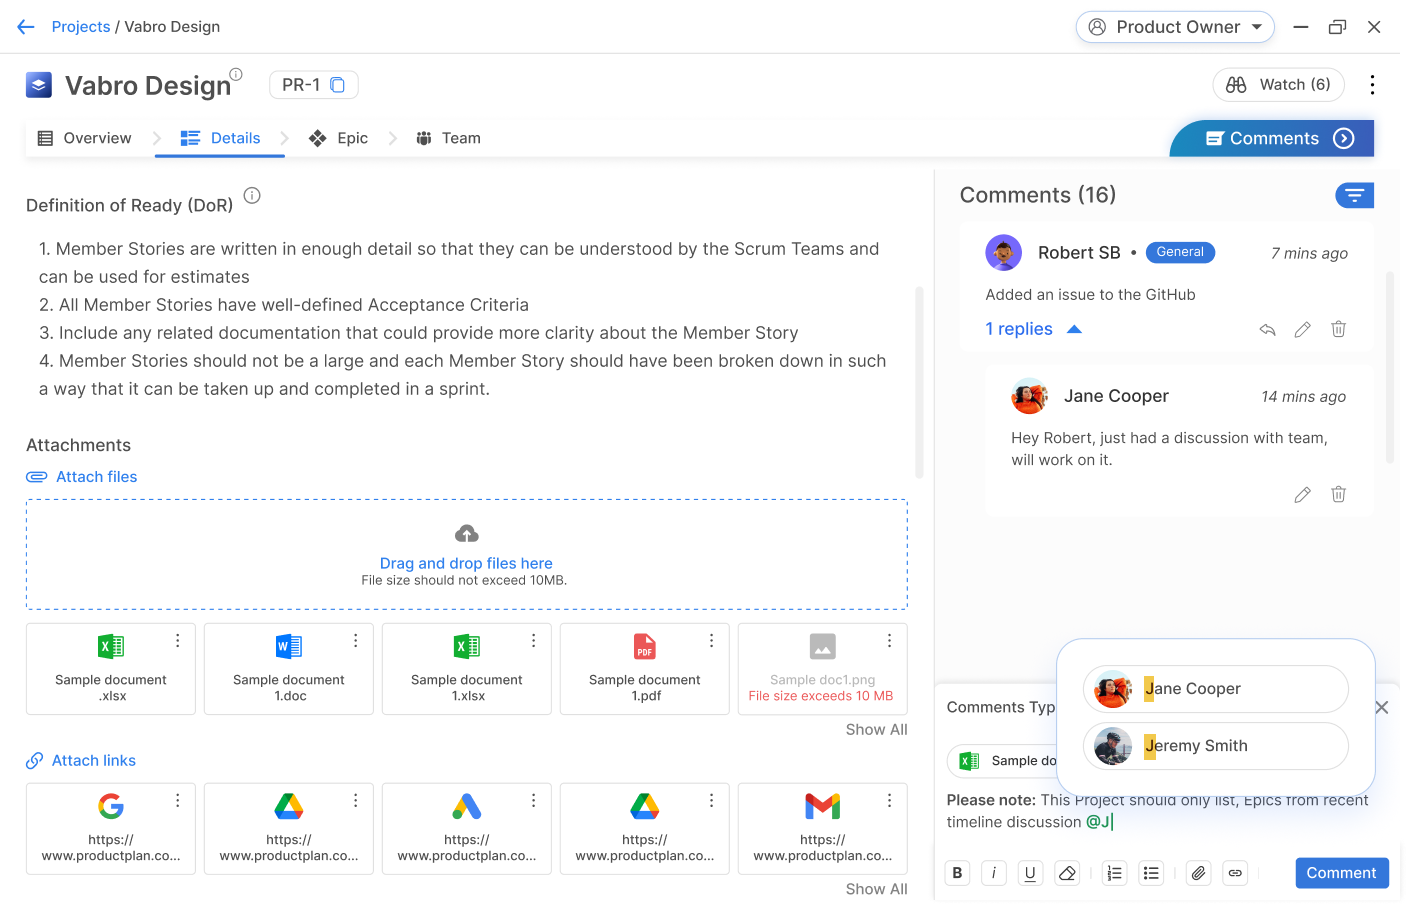 Projects / Vabro Design
Product Owner
Vabro Design
PR-1
Watch (6)
Overview
Details
Epic
Team
Comments
Definition of Ready (DoR)
1. Member Stories are written in enough detail so that they can be understood by the Scrum Teams and
can be used for estimates
2. All Member Stories have well-defined Acceptance Criteria
3. Include any related documentation that could provide more clarity about the Member Story
4. Member Stories should not be a large and each Member Story should have been broken down in such
a way that it can be taken up and completed in a sprint.
Attachments
Attach files
Drag and drop files here
File size should not exceed 10MB.
Sample document
.xlsx
Sample document
1.doc
Sample document
1.xlsx
PDF
Sample document
1.pdf
Sample doc1.png
File size exceeds 10 MB
Show All
Attach links
https://
www.productplan.co...
https://
www.productplan.co...
https://
www.productplan.co...
https://
www.productplan.co...
https://
www.productplan.co...
Show All
Comments (16)
Robert SB • General
7 mins ago
Added an issue to the GitHub
1 replies
Jane Cooper
14 mins ago
Hey Robert, just had a discussion with team,
will work on it.
Jane Cooper
Jeremy Smith
Comments Typ
Sample do
Please note: This Project should only list, Epics from recent
timeline discussion @J
B
i
U
Comment